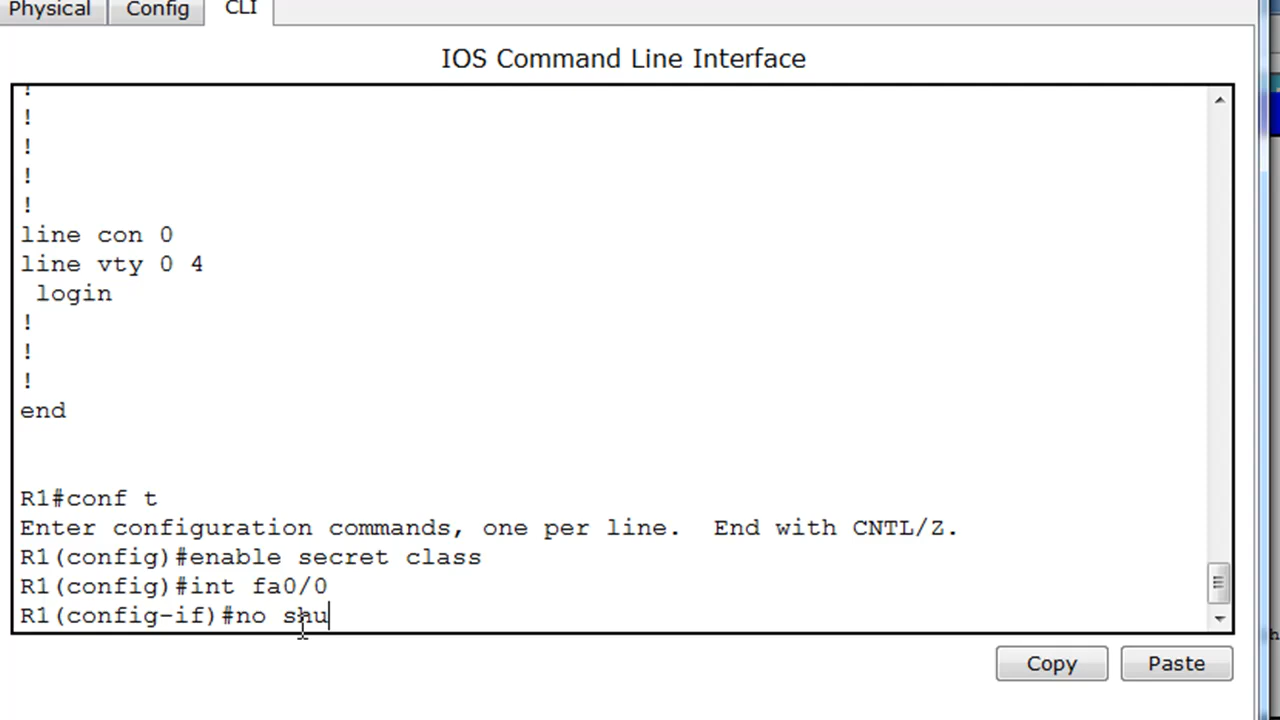 Physical
Config
CLI
IOS Command Line Interface
!
!
!
!
!
line con 0
line vty 0 4
login
!
!
!
end
R1#conf t
Enter configuration commands, one per line.  End with CNTL/Z.
R1(config)#enable secret class
R1(config)#int fa0/0
R1(config-if)#no shu
Copy
Paste